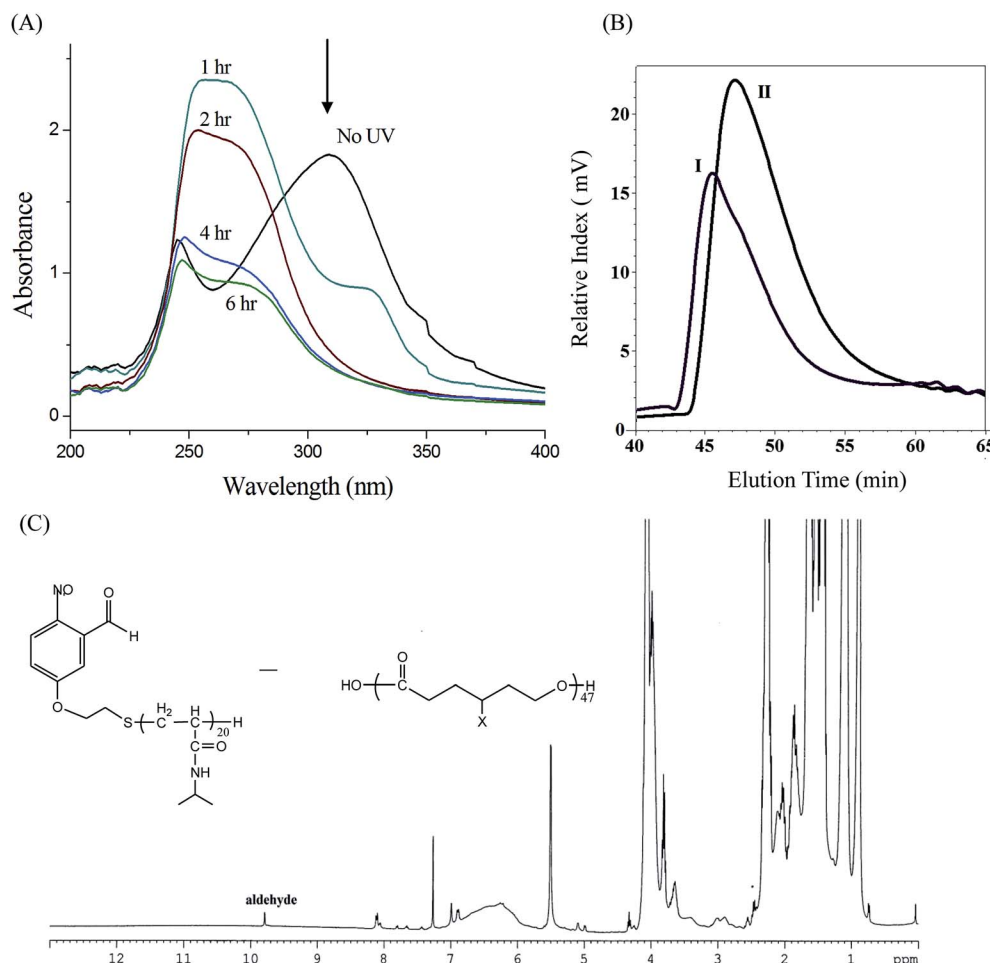 (A)
Absorbance
2
1
0
1 hr
2 hr
No UV
4 hr
6 hr
200 250 300 350 400
Wavelength (nm)
(B)
Relative Index ( mV)
20
15
10
5
0
I
II
40 45 50 55 60 65
Elution Time (min)
(C)
NO
O
H
O
S
H2
C
H
C
20
H
C=O
NH
O
HO
O
H
47
X
aldehyde
12 11 10 9 8 7 6 5 4 3 2 1 ppm